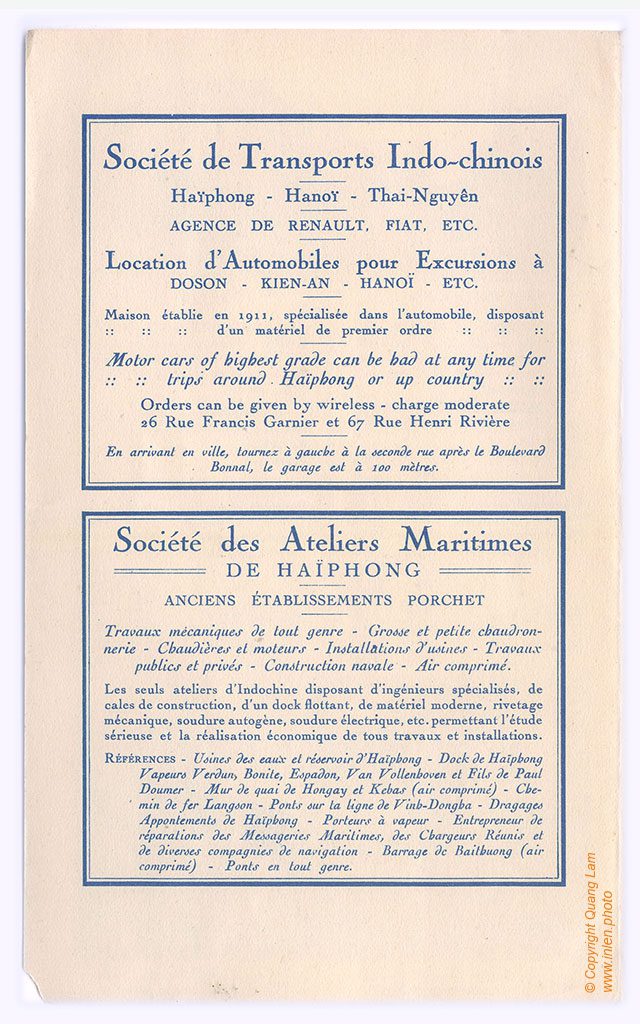 Société de Transports Indo-chinois
Haïphong - Hanoï - Thai-Nguyên
AGENCE DE RENAULT, FIAT, ETC.
Location d'Automobiles pour Excursions à
DOSON - KIEN-AN - HANOÏ - ETC.
Maison établie en 1911, spécialisée dans l'automobile, disposant
:: :: :: d'un matériel de premier ordre :: :: ::
Motor cars of highest grade can be had at any time for
:: :: trips around Haïphong or up country :: ::
Orders can be given by wireless - charge moderate
26 Rue Francis Garnier et 67 Rue Henri Rivière
En arrivant en ville, tournez à gauche à la seconde rue après le Boulevard
Bonnal, le garage est à 100 mètres.
Société des Ateliers Maritimes
DE HAÏPHONG
ANCIENS ÉTABLISSEMENTS PORCHET
Travaux mécaniques de tout genre - Grosse et petite chaudron-
nerie - Chaudières et moteurs - Installations d'usines - Travaux
publics et privés - Construction navale - Air comprimé.
Les seuls ateliers d'Indochine disposant d'ingénieurs spécialisés, de
cales de construction, d'un dock flottant, de matériel moderne, rivetage
mécanique, soudure autogène, soudure électrique, etc. permettant l'étude
sérieuse et la réalisation économique de tous travaux et installations.
RÉFÉRENCES - Usines des eaux et réservoir d'Haïphong - Dock de Haïphong
Vapeurs Verdun, Bonite, Espadon, Van Vollenhoven et Fils de Paul
Doumer - Mur de quai de Hongay et Kebas (air comprimé) - Che-
min de fer Langson - Ponts sur la ligne de Vinh-Dongha - Dragages
Appontements de Haïphong - Porteurs à vapeur - Entrepreneur de
réparations des Messageries Maritimes, des Chargeurs Réunis et
de diverses compagnies de navigation - Barrage de Baithuong (air
comprimé) - Ponts en tout genre.
© Copyright Quang Lam
www.inlen.photo